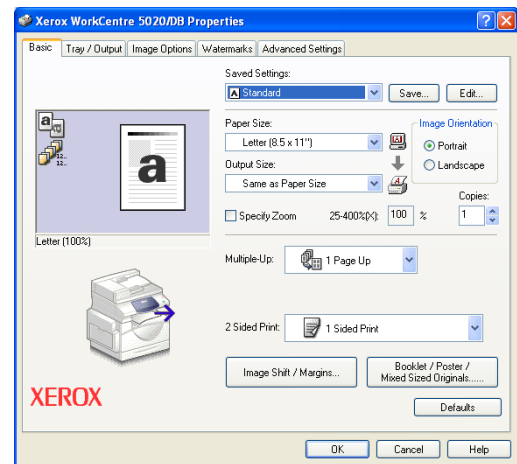 Xerox WorkCentre 5020/DB Properties
Basic Tray / Output Image Options Watermarks Advanced Settings
Saved Settings:
A Standard Save... Edit...
Paper Size: Image Orientation
Letter (8.5 x 11'') Portrait
Output Size: Landscape
Same as Paper Size
Copies:
Specify Zoom 25-400%(X): 100 % 1
a
a
12..
12..
a
Letter (100%)
Multiple-Up: 1 Page Up
2 Sided Print: 1 Sided Print
Image Shift / Margins... Booklet / Poster /
Mixed Sized Originals......
XEROX
Defaults
OK Cancel Help